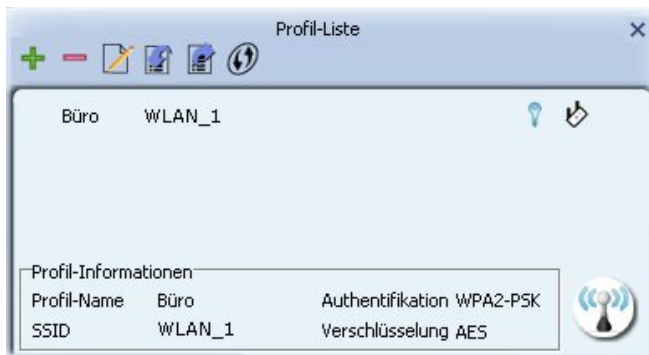 Profil-Liste
Büro WLAN_1
Profil-Informationen
Profil-Name Büro Authentifikation WPA2-PSK
SSID WLAN_1 Verschlüsselung AES